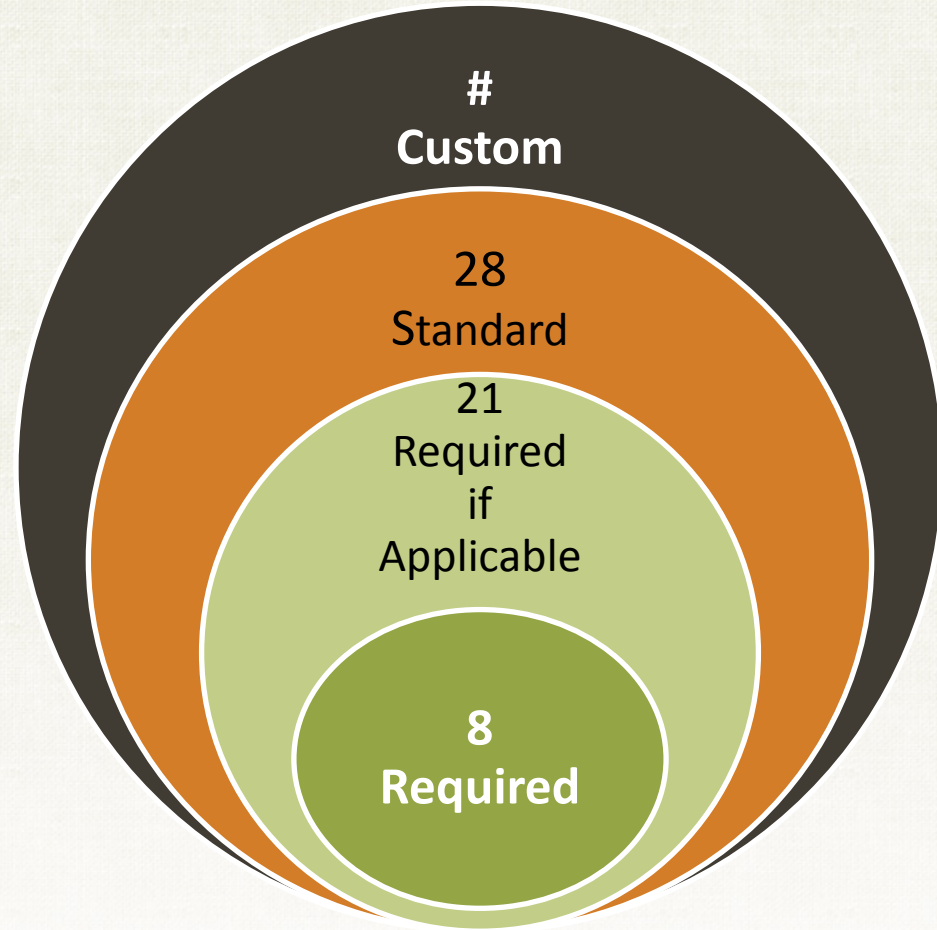 #
Custom
28
Standard
21
Required
if
Applicable
8
Required